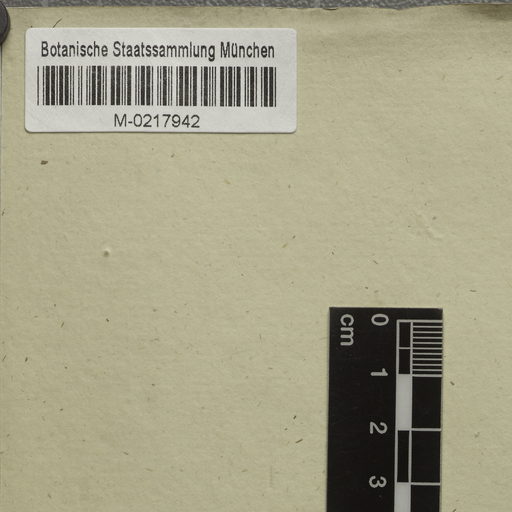 Botanische Staatssammlung München
M-0217942
cm
0
1
2
3